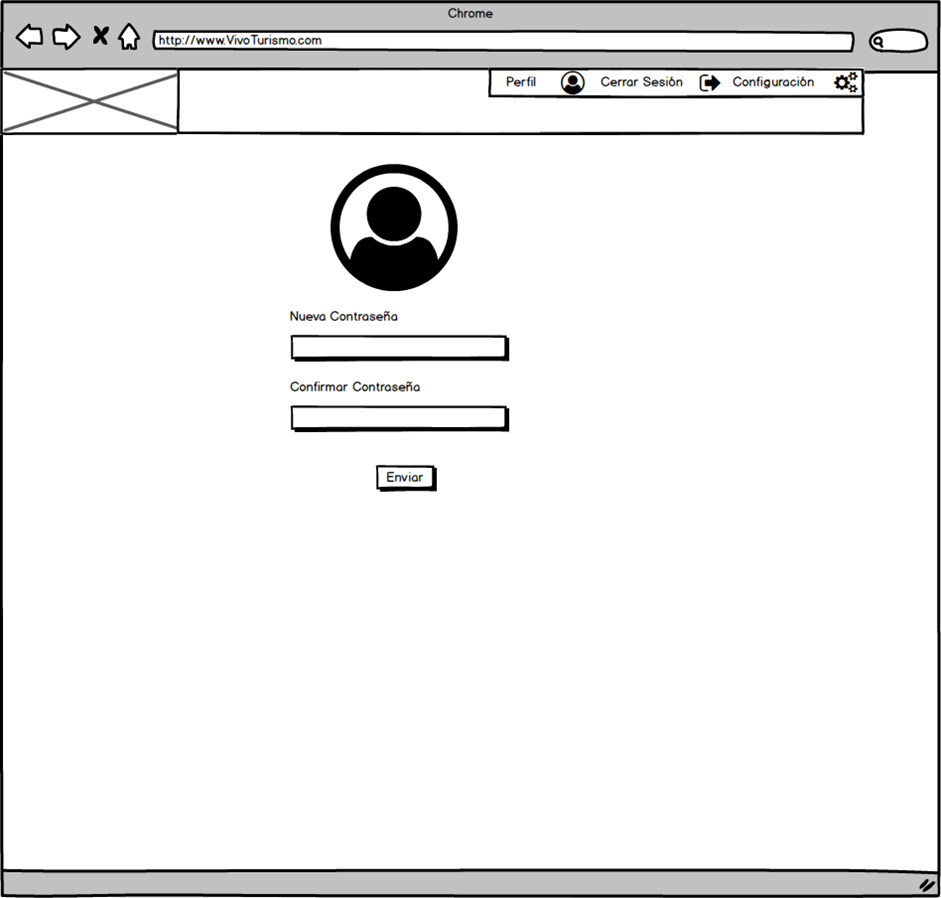 Chrome
http://www.VivoTurismo.com
Perfil Cerrar Sesión Configuración
Nueva Contraseña
Confirmar Contraseña
Enviar